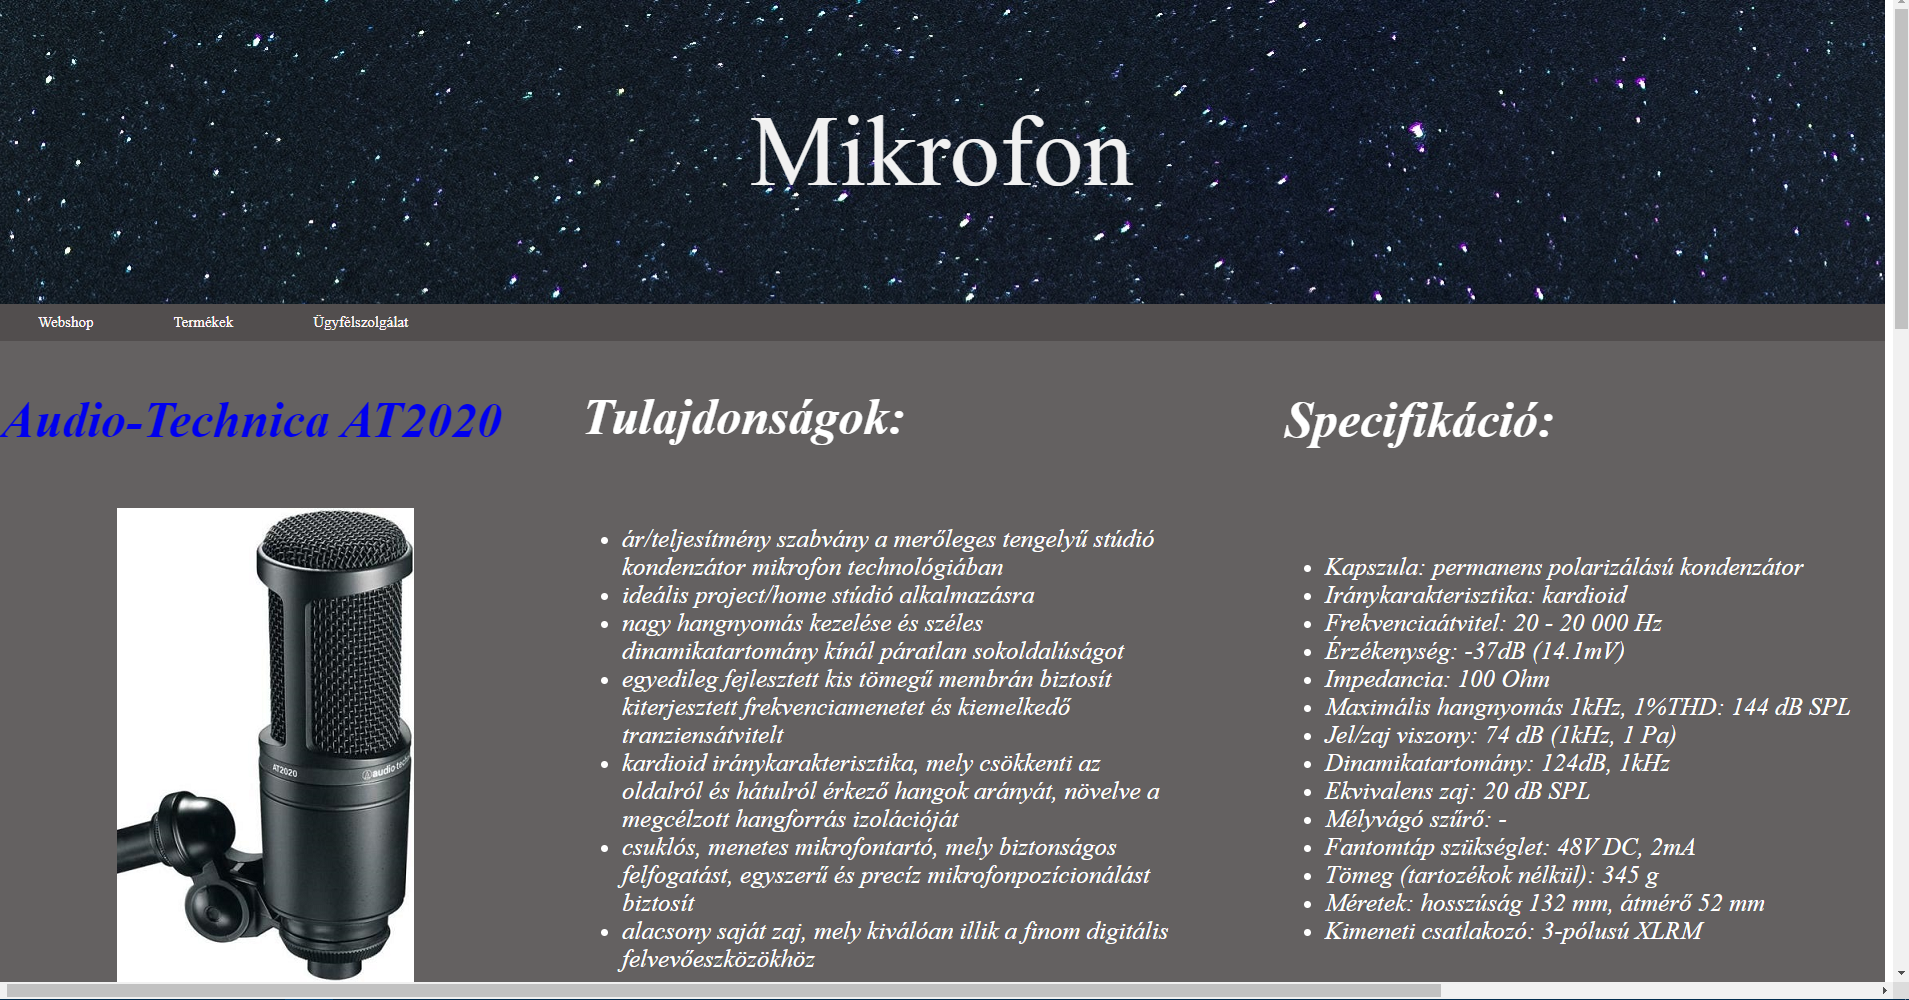 Mikrofon
Webshop
Termékek
Ügyfélszolgálat
Audio-Technica AT2020
AT2020
audio-tech
Tulajdonságok:
ár/teljesítmény szabvány a merőleges tengelyű stúdió
kondenzátor mikrofon technológiában
ideális project/home stúdió alkalmazásra
nagy hangnyomás kezelése és széles
dinamikatartomány kínál páratlan sokoldalúságot
egyedileg fejlesztett kis tömegű membrán biztosít
kiterjesztett frekvenciamenetet és kiemelkedő
tranziensátvitelt
kardioid iránykarakterisztika, mely csökkenti az
oldalról és hátulról érkező hangok arányát, növelve a
megcélzott hangforrás izolációját
csuklós, menetes mikrofontartó, mely biztonságos
felfogatást, egyszerű és precíz mikrofonpozícionálást
biztosít
alacsony saját zaj, mely kiválóan illik a finom digitális
felvevőeszközökhöz
Specifikáció:
Kapszula: permanens polarizálású kondenzátor
Iránykarakterisztika: kardioid
Frekvenciaátvitel: 20 - 20 000 Hz
Érzékenység: -37dB (14.1mV)
Impedancia: 100 Ohm
Maximális hangnyomás 1kHz, 1%THD: 144 dB SPL
Jel/zaj viszony: 74 dB (1kHz, 1 Pa)
Dinamikatartomány: 124dB, 1kHz
Ekvivalens zaj: 20 dB SPL
Mélyvágó szűrő: -
Fantomtáp szükséglet: 48V DC, 2mA
Tömeg (tartozékok nélkül): 345 g
Méretek: hosszúság 132 mm, átmérő 52 mm
Kimeneti csatlakozó: 3-pólusú XLRM